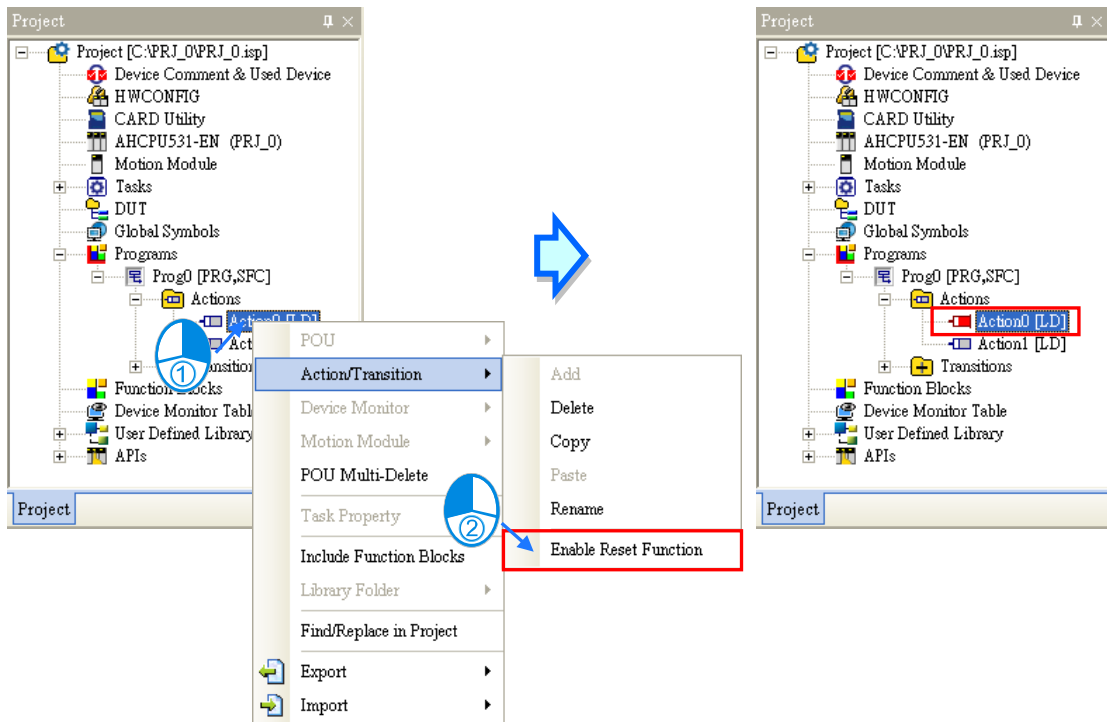 Project
Project [C:\PRJ_0\PRJ_0.isp]
Device Comment & Used Device
HWCONFIG
CARD Utility
AHCPU531-EN (PRJ_0)
Motion Module
Tasks
DUT
Global Symbols
Programs
Prog0 [PRG,SFC]
Actions
Action0 [LD]
Act
ansition
Function Blocks
Device Monitor Tabl
User Defined Library
APIs
Project
1
POU
Action/Transition
Device Monitor
Motion Module
POU Multi-Delete
Task Property
Include Function Blocks
Library Folder
Find/Replace in Project
Export
Import
2
Add
Delete
Copy
Paste
Rename
Enable Reset Function
Project
Project [C:\PRJ_0\PRJ_0.isp]
Device Comment & Used Device
HWCONFIG
CARD Utility
AHCPU531-EN (PRJ_0)
Motion Module
Tasks
DUT
Global Symbols
Programs
Prog0 [PRG,SFC]
Actions
Action0 [LD]
Action1 [LD]
Transitions
Function Blocks
Device Monitor Table
User Defined Library
APIs
Project